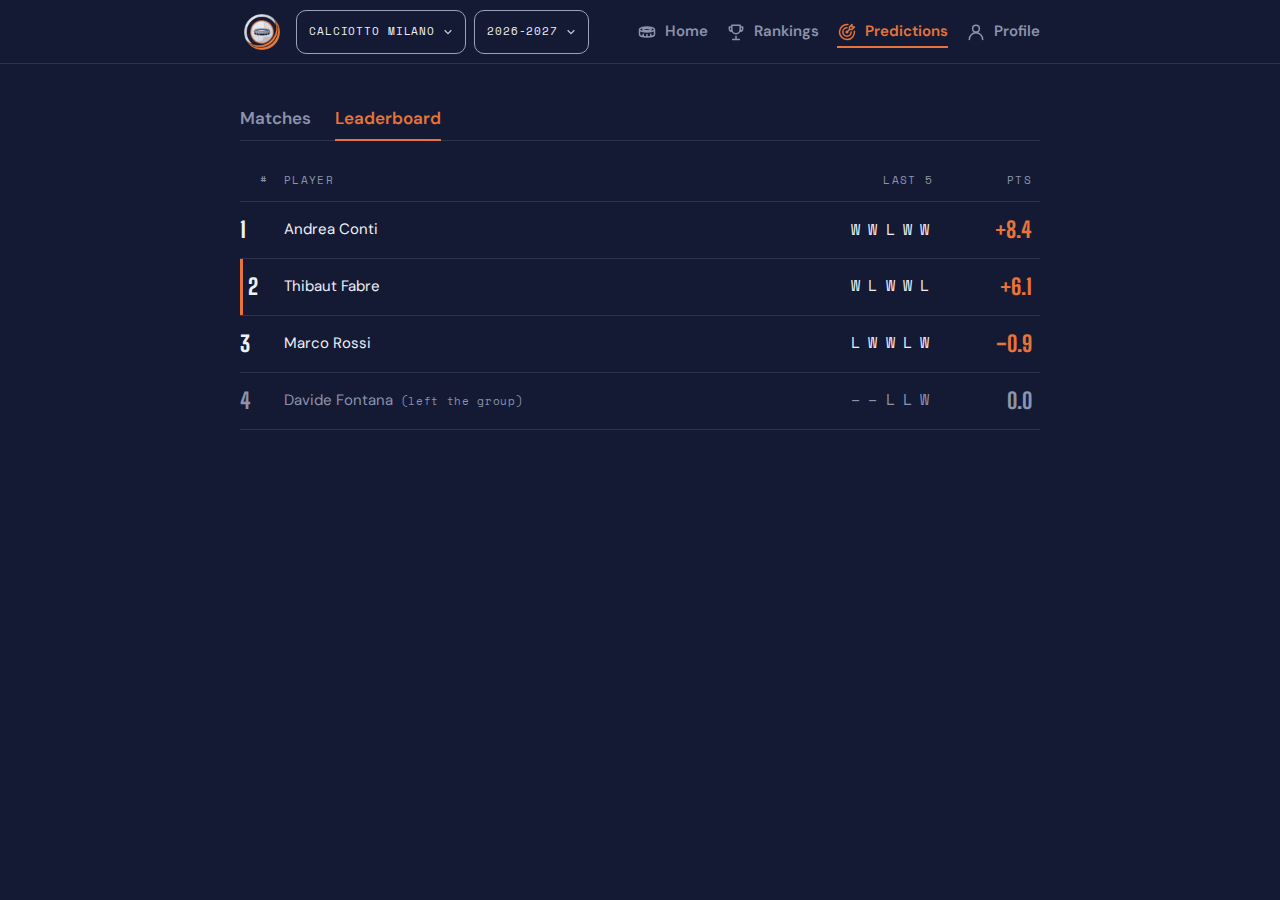 CALCIOTTO MILANO 2026-2027 Home Rankings Predictions Profile
Matches Leaderboard
# PLAYER LAST 5 PTS
1 Andrea Conti W W L W W +8.4
2 Thibaut Fabre W L W W L +6.1
3 Marco Rossi L W W L W −0.9
4 Davide Fontana (left the group) – – L L W 0.0